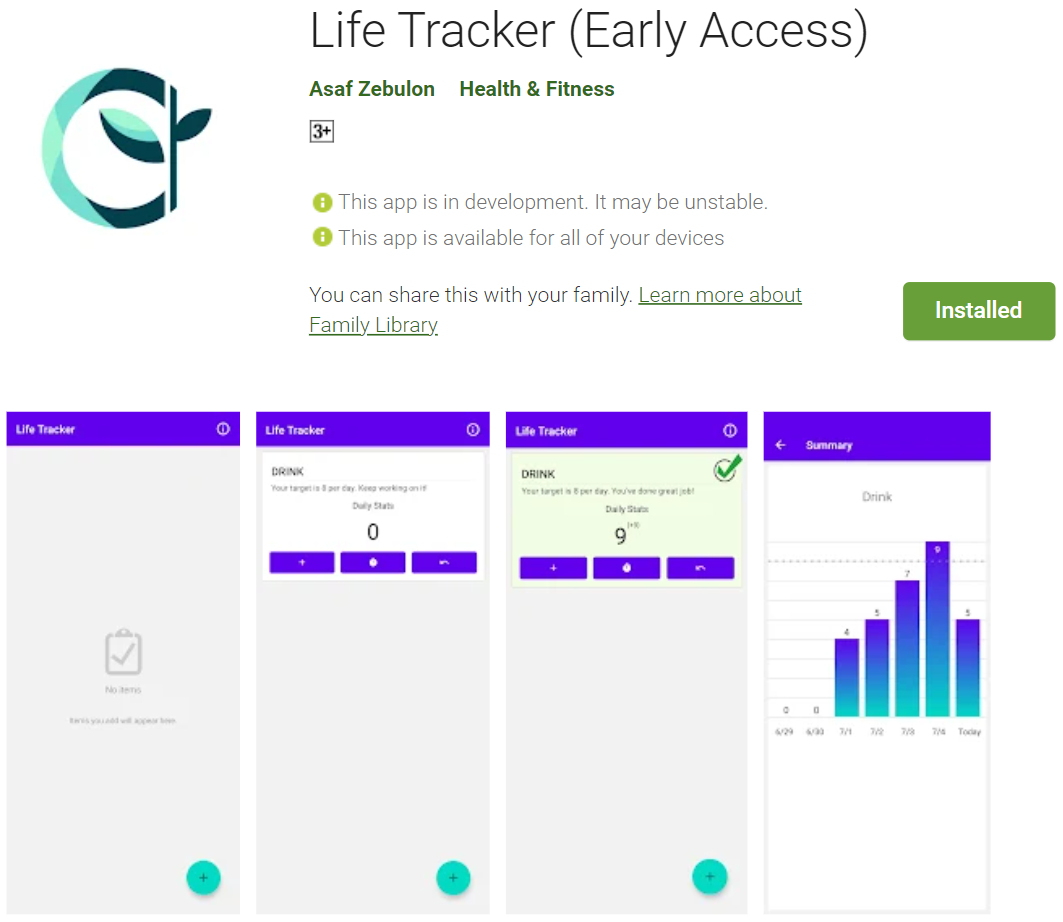 Life Tracker (Early Access)
Asaf Zebulon Health & Fitness
3+
This app is in development. It may be unstable.
This app is available for all of your devices
You can share this with your family. Learn more about
Family Library
Installed
Life Tracker
No items
Items you add will appear here
+
Life Tracker
DRINK
Your target is 8 per day. Keep working on it!
Daily Stats
0
+
+
Life Tracker
DRINK
Your target is 8 per day. You've done great job!
Daily Stats
9
+
+
Summary
Drink
0 0 4 5 7 9 5
6/29 6/30 7/1 7/2 7/3 7/4 Today